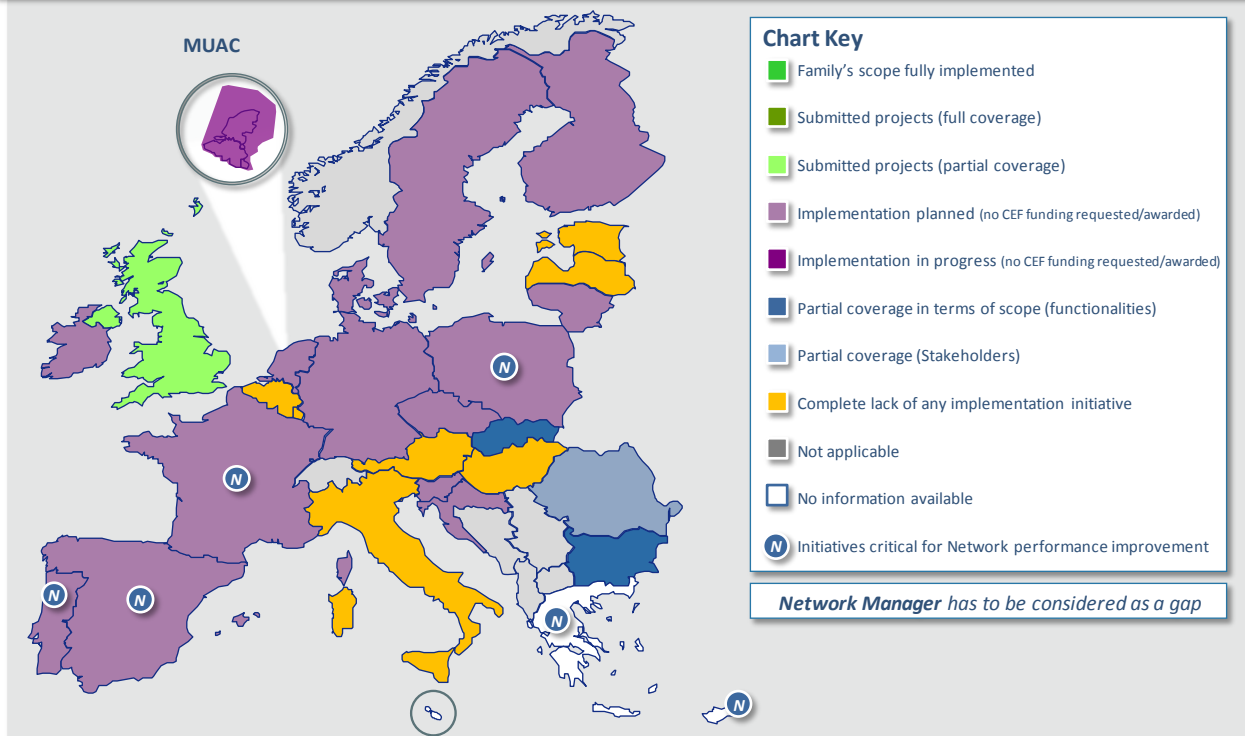 MUAC
N
N
N
N
N
N
Chart Key
Family's scope fully implemented
Submitted projects (full coverage)
Submitted projects (partial coverage)
Implementation planned (no CEF funding requested/awarded)
Implementation in progress (no CEF funding requested/awarded)
Partial coverage in terms of scope (functionalities)
Partial coverage (Stakeholders)
Complete lack of any implementation initiative
Not applicable
No information available
N Initiatives critical for Network performance improvement
Network Manager has to be considered as a gap